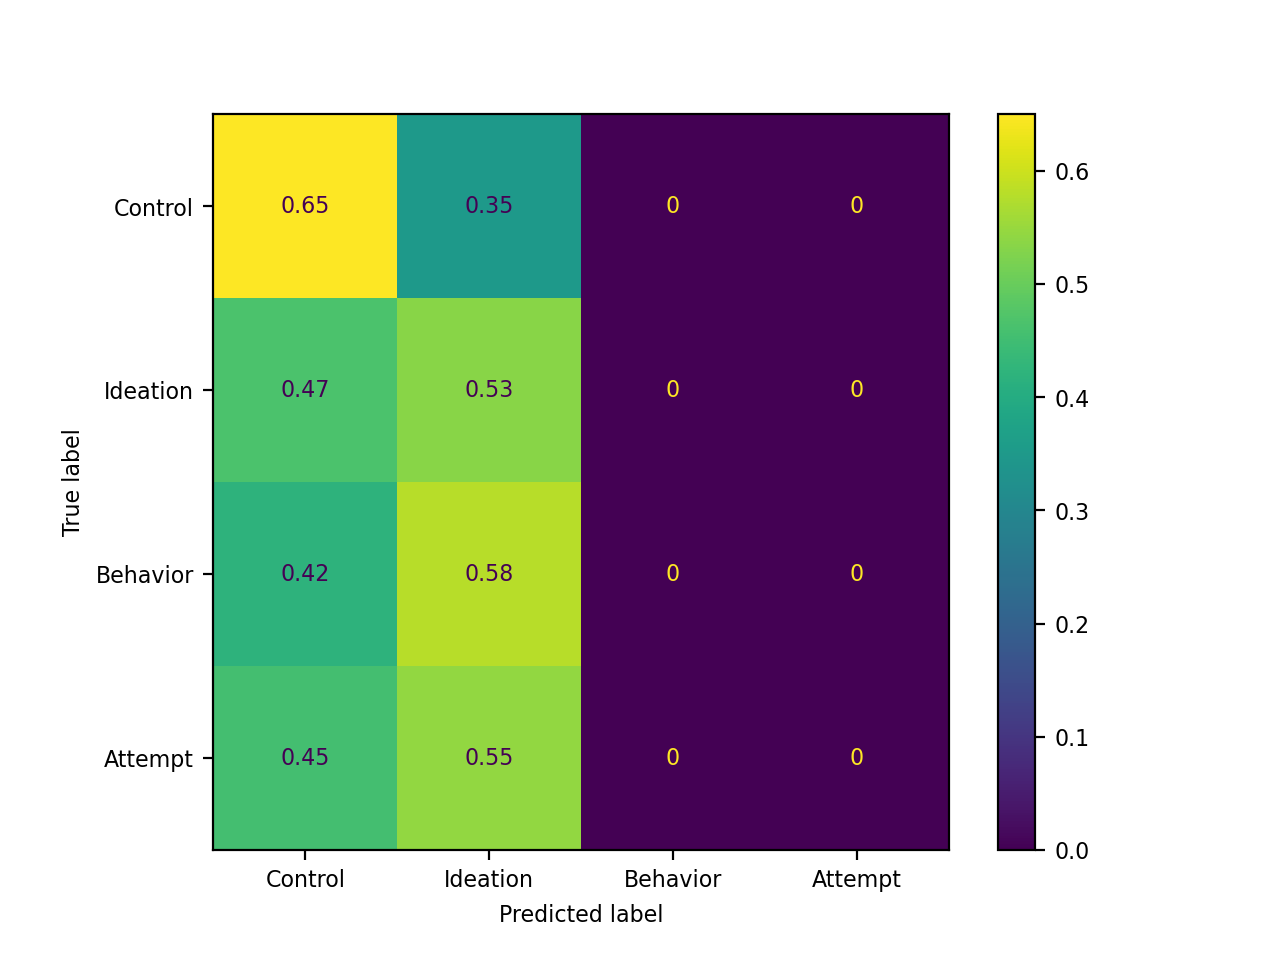 Control 0.65 0.35 0 0
Ideation 0.47 0.53 0 0
Behavior 0.42 0.58 0 0
Attempt 0.45 0.55 0 0
Control Ideation Behavior Attempt
Predicted label
True label
0.6
0.5
0.4
0.3
0.2
0.1
0.0